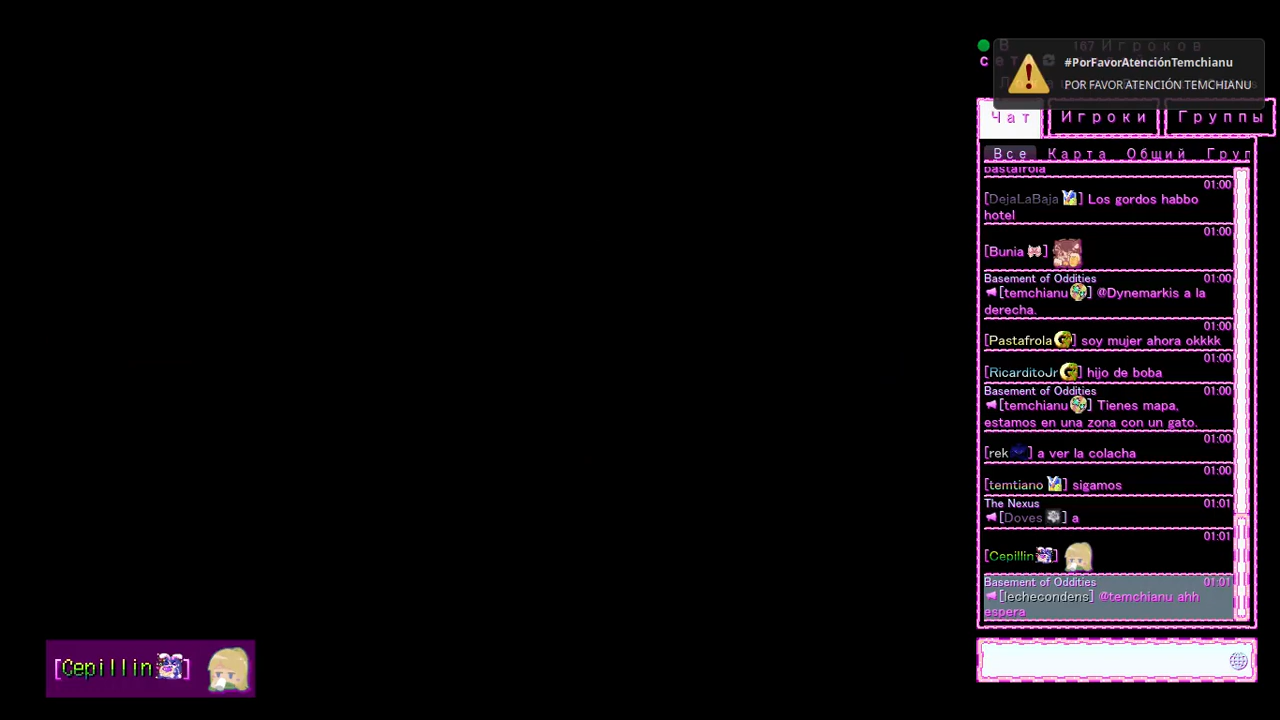 167 Игроков
#PorFavorAtenciónTemchianu
POR FAVOR ATENCIÓN TEMCHIANU
Чат Игроки Группы
Все Карта Общий Груп
pastafrola
01:00
[DejaLaBaja] Los gordos habbo
hotel
01:00
[Bunia]
Basement of Oddities 01:00
[temchianu] @Dynemarkis a la
derecha.
01:00
[Pastafrola] soy mujer ahora okkkk
01:00
[RicarditoJr] hijo de boba
Basement of Oddities 01:00
[temchianu] Tienes mapa,
estamos en una zona con un gato.
01:00
[rek] a ver la colacha
01:00
[temtiano] sigamos
The Nexus 01:01
[Doves] a
01:01
[Cepillin]
Basement of Oddities 01:01
[lechecondens] @temchianu ahh
espera
[Cepillin]